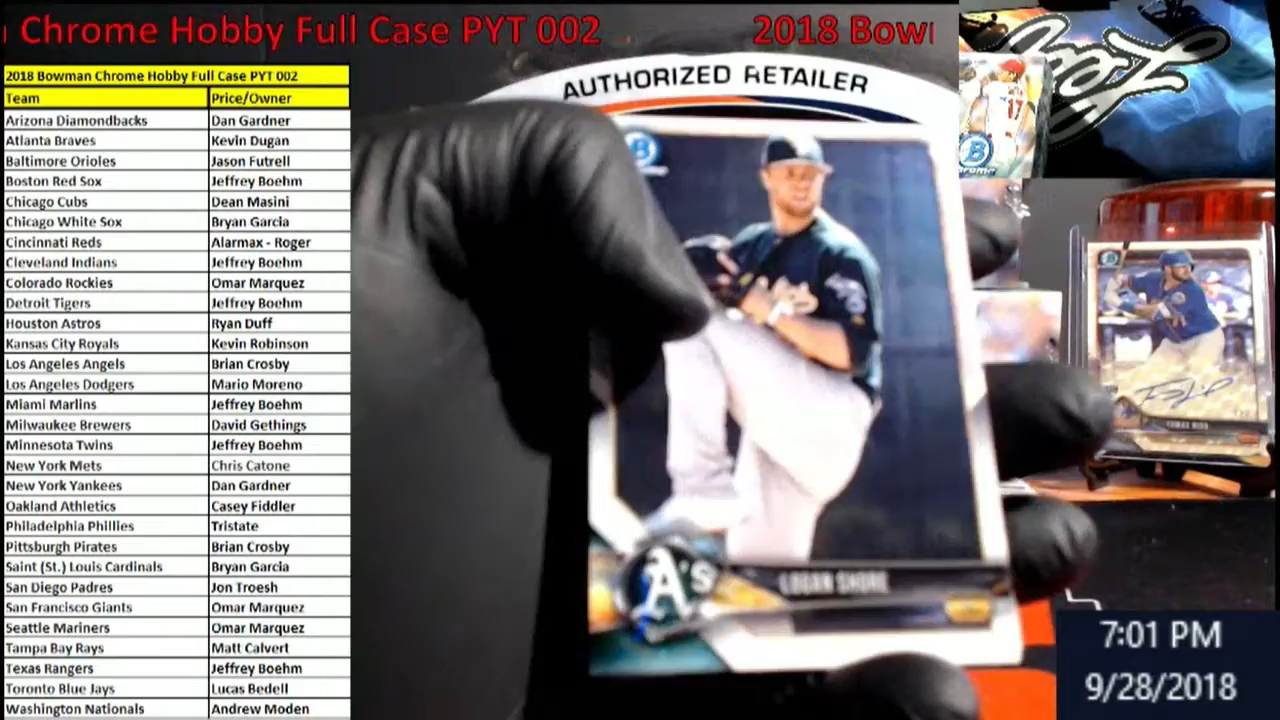 Chrome Hobby Full Case PYT 002 2018 Bow
2018 Bowman Chrome Hobby Full Case PYT 002
Team Price/Owner
Arizona Diamondbacks Dan Gardner
Atlanta Braves Kevin Dugan
Baltimore Orioles Jason Futrell
Boston Red Sox Jeffrey Boehm
Chicago Cubs Dean Masini
Chicago White Sox Bryan Garcia
Cincinnati Reds Alarmax - Roger
Cleveland Indians Jeffrey Boehm
Colorado Rockies Omar Marquez
Detroit Tigers Jeffrey Boehm
Houston Astros Ryan Duff
Kansas City Royals Kevin Robinson
Los Angeles Angels Brian Crosby
Los Angeles Dodgers Mario Moreno
Miami Marlins Jeffrey Boehm
Milwaukee Brewers David Gethings
Minnesota Twins Jeffrey Boehm
New York Mets Chris Catone
New York Yankees Dan Gardner
Oakland Athletics Casey Fiddler
Philadelphia Phillies Tristate
Pittsburgh Pirates Brian Crosby
Saint (St.) Louis Cardinals Bryan Garcia
San Diego Padres Jon Troesh
San Francisco Giants Omar Marquez
Seattle Mariners Omar Marquez
Tampa Bay Rays Matt Calvert
Texas Rangers Jeffrey Boehm
Toronto Blue Jays Lucas Bedell
Washington Nationals Andrew Moden
AUTHORIZED RETAILER
B
A's
LOGAN SHORE
Leaf
17
B
TOMAS NIDO
7:01 PM
9/28/2018